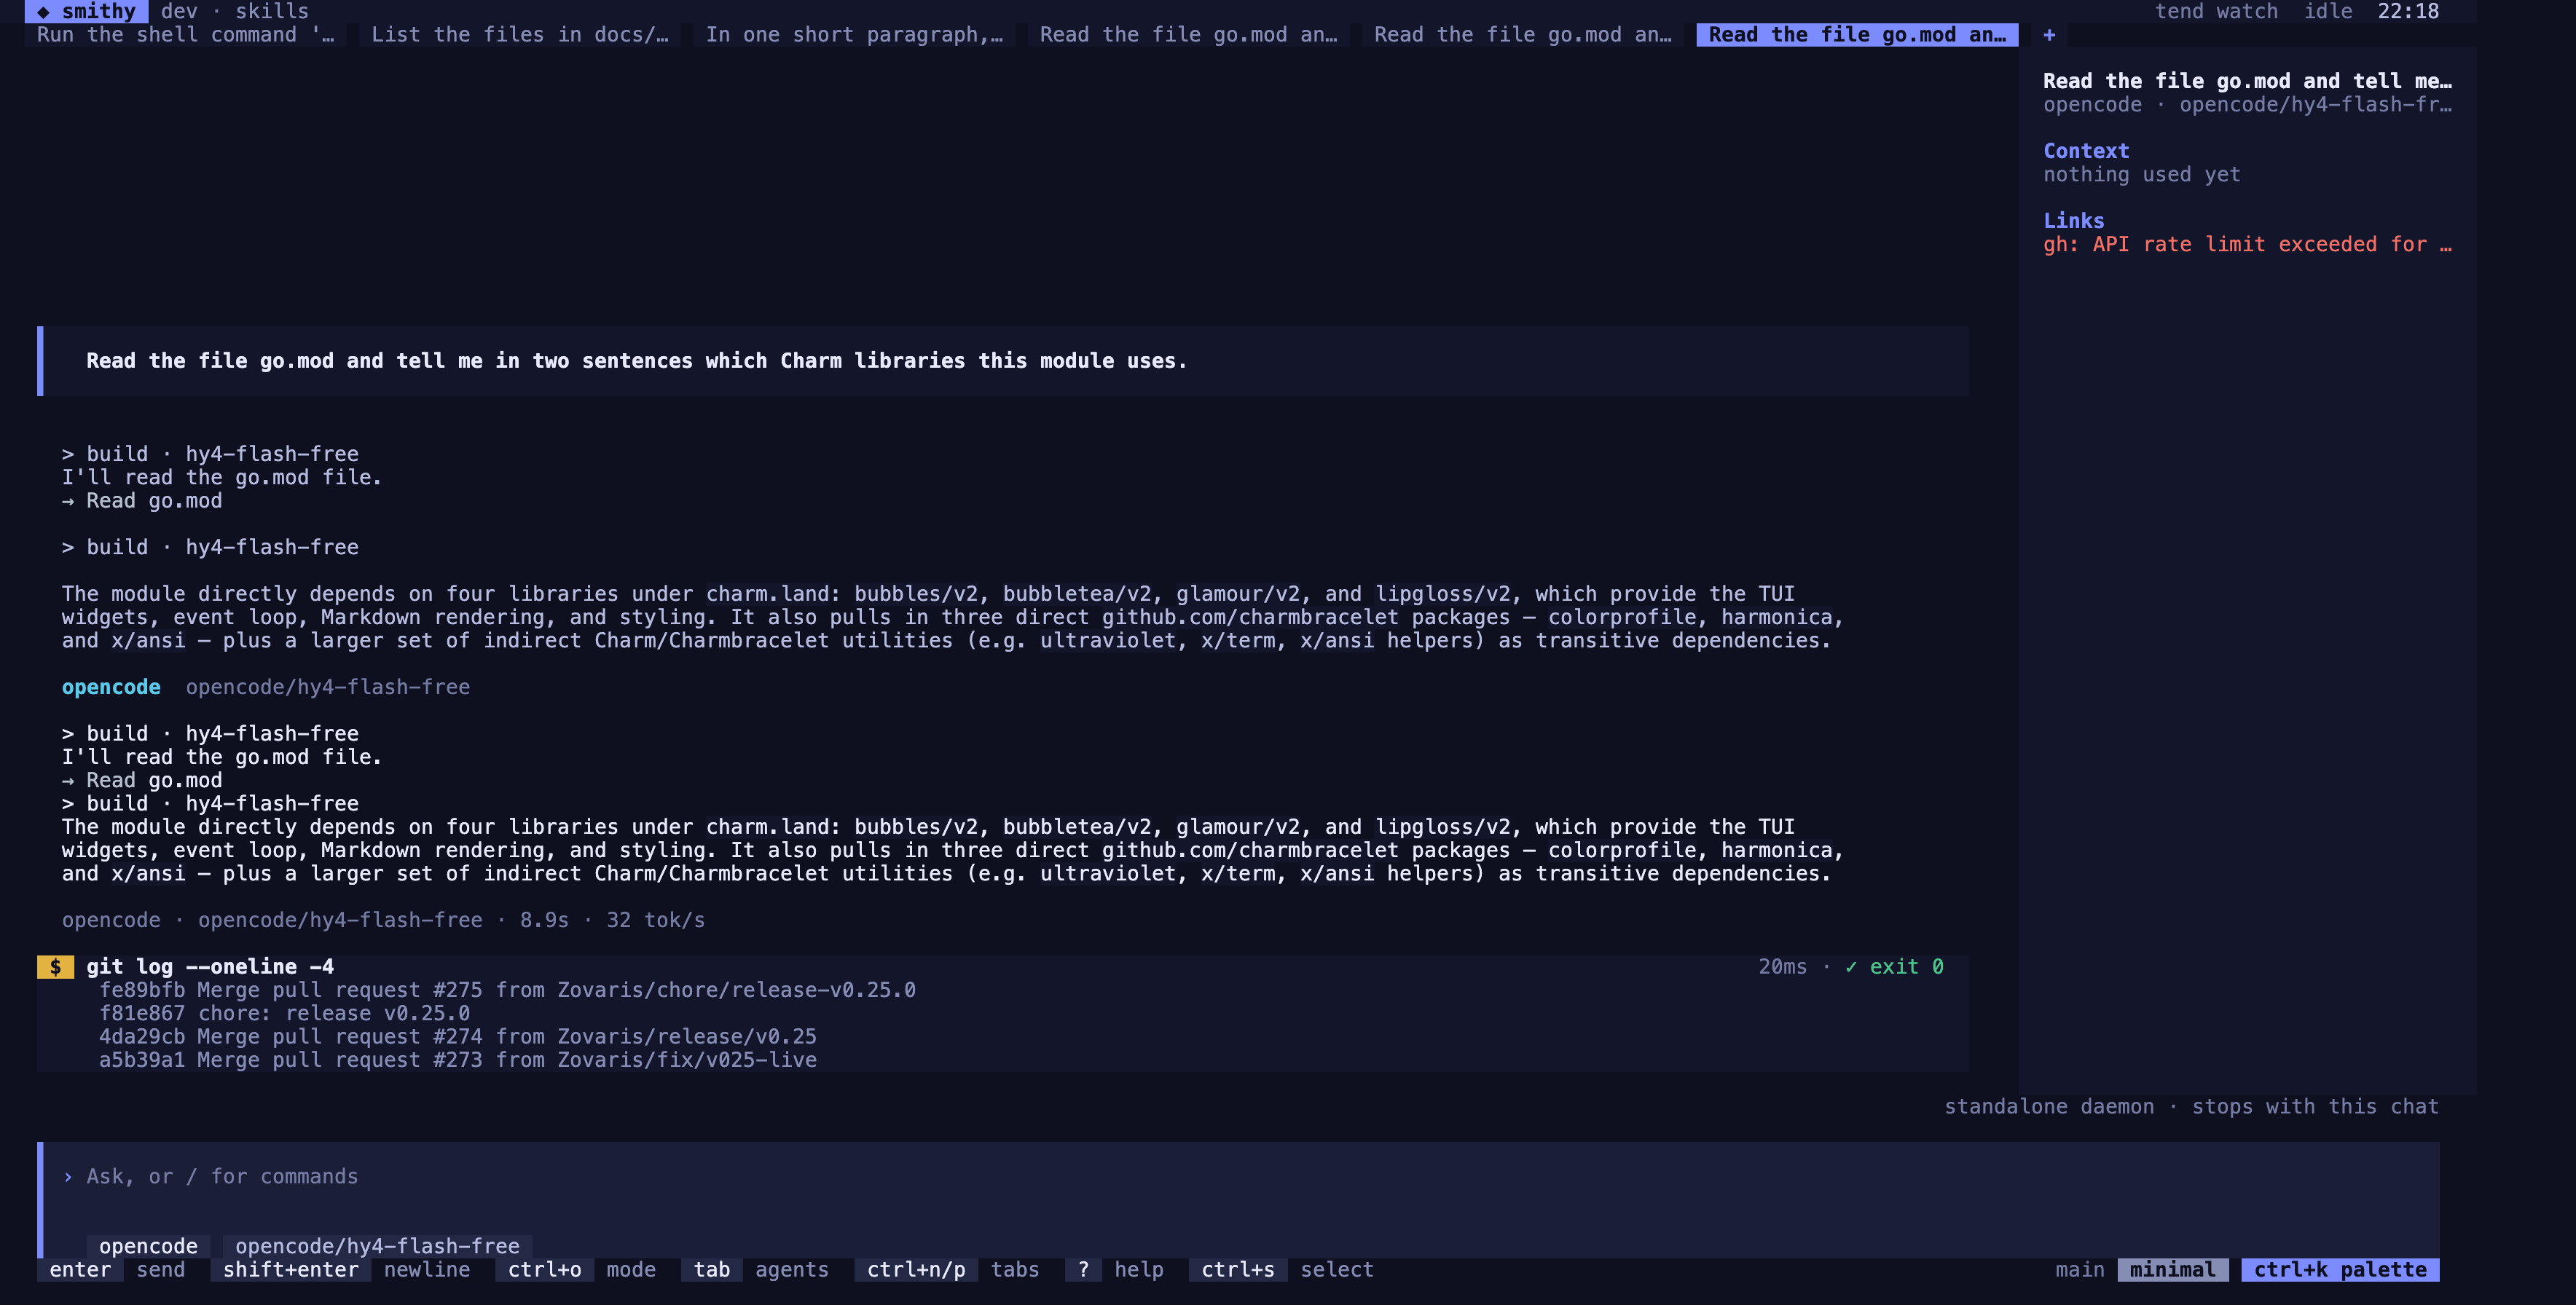 ◆ smithy dev · skills tend watch idle 22:18
Run the shell command '… List the files in docs/… In one short paragraph,… Read the file go.mod an… Read the file go.mod an… Read the file go.mod an… +
Read the file go.mod and tell me…
opencode · opencode/hy4-flash-fr…
Context
nothing used yet
Links
gh: API rate limit exceeded for …
Read the file go.mod and tell me in two sentences which Charm libraries this module uses.
> build · hy4-flash-free
I'll read the go.mod file.
→ Read go.mod
> build · hy4-flash-free
The module directly depends on four libraries under charm.land: bubbles/v2, bubbletea/v2, glamour/v2, and lipgloss/v2, which provide the TUI
widgets, event loop, Markdown rendering, and styling. It also pulls in three direct github.com/charmbracelet packages — colorprofile, harmonica,
and x/ansi — plus a larger set of indirect Charm/Charmbracelet utilities (e.g. ultraviolet, x/term, x/ansi helpers) as transitive dependencies.
opencode opencode/hy4-flash-free
> build · hy4-flash-free
I'll read the go.mod file.
→ Read go.mod
> build · hy4-flash-free
The module directly depends on four libraries under charm.land: bubbles/v2, bubbletea/v2, glamour/v2, and lipgloss/v2, which provide the TUI
widgets, event loop, Markdown rendering, and styling. It also pulls in three direct github.com/charmbracelet packages — colorprofile, harmonica,
and x/ansi — plus a larger set of indirect Charm/Charmbracelet utilities (e.g. ultraviolet, x/term, x/ansi helpers) as transitive dependencies.
opencode · opencode/hy4-flash-free · 8.9s · 32 tok/s
$ git log --oneline -4 20ms · ✓ exit 0
fe89bfb Merge pull request #275 from Zovaris/chore/release-v0.25.0
f81e867 chore: release v0.25.0
4da29cb Merge pull request #274 from Zovaris/release/v0.25
a5b39a1 Merge pull request #273 from Zovaris/fix/v025-live
standalone daemon · stops with this chat
› Ask, or / for commands
opencode opencode/hy4-flash-free
enter send shift+enter newline ctrl+o mode tab agents ctrl+n/p tabs ? help ctrl+s select main minimal ctrl+k palette